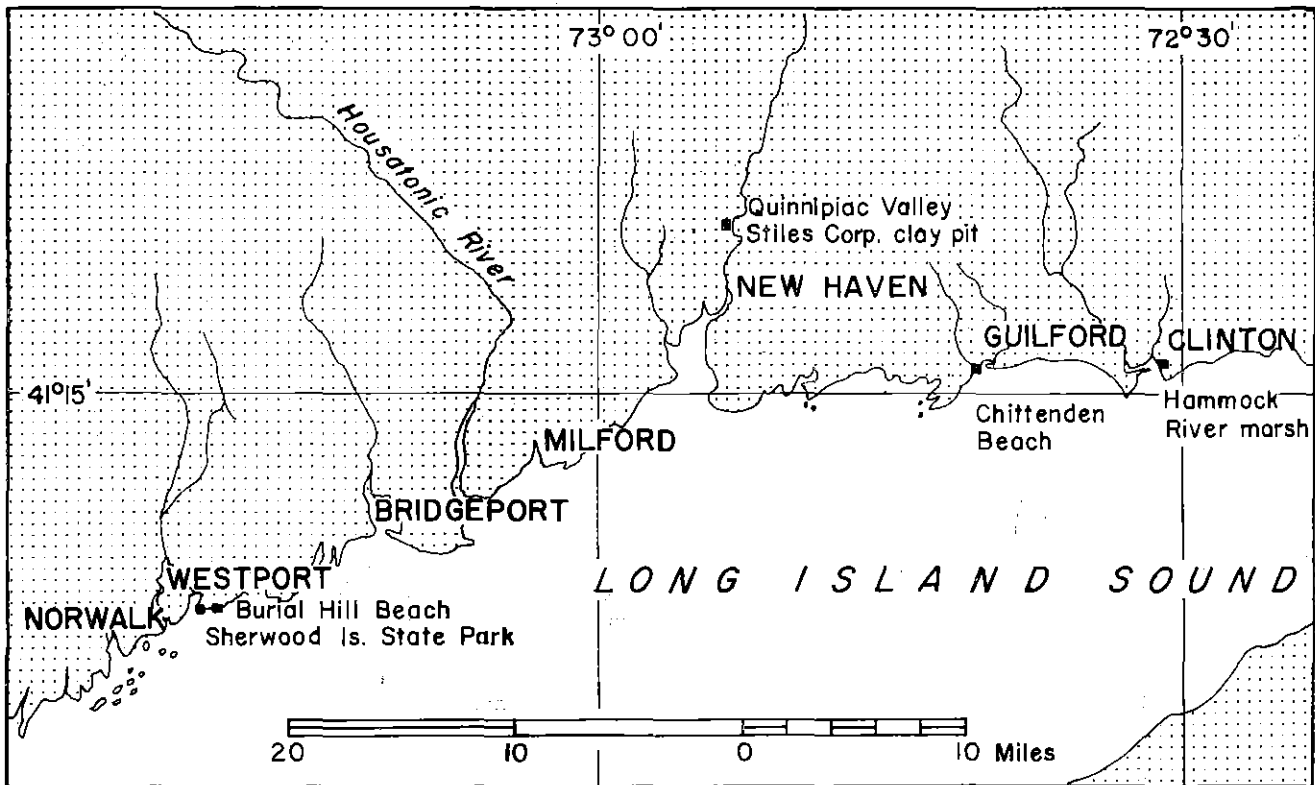 73°00'
72°30'
Housatonic River
Quinnipiac Valley
Stiles Corp. clay pit
NEW HAVEN
GUILFORD
CLINTON
41°15'
Chittenden
Beach
Hammock
River marsh
MILFORD
BRIDGEPORT
WESTPORT
LONG ISLAND SOUND
NORWALK
Burial Hill Beach
Sherwood Is. State Park
20 10 0 10 Miles